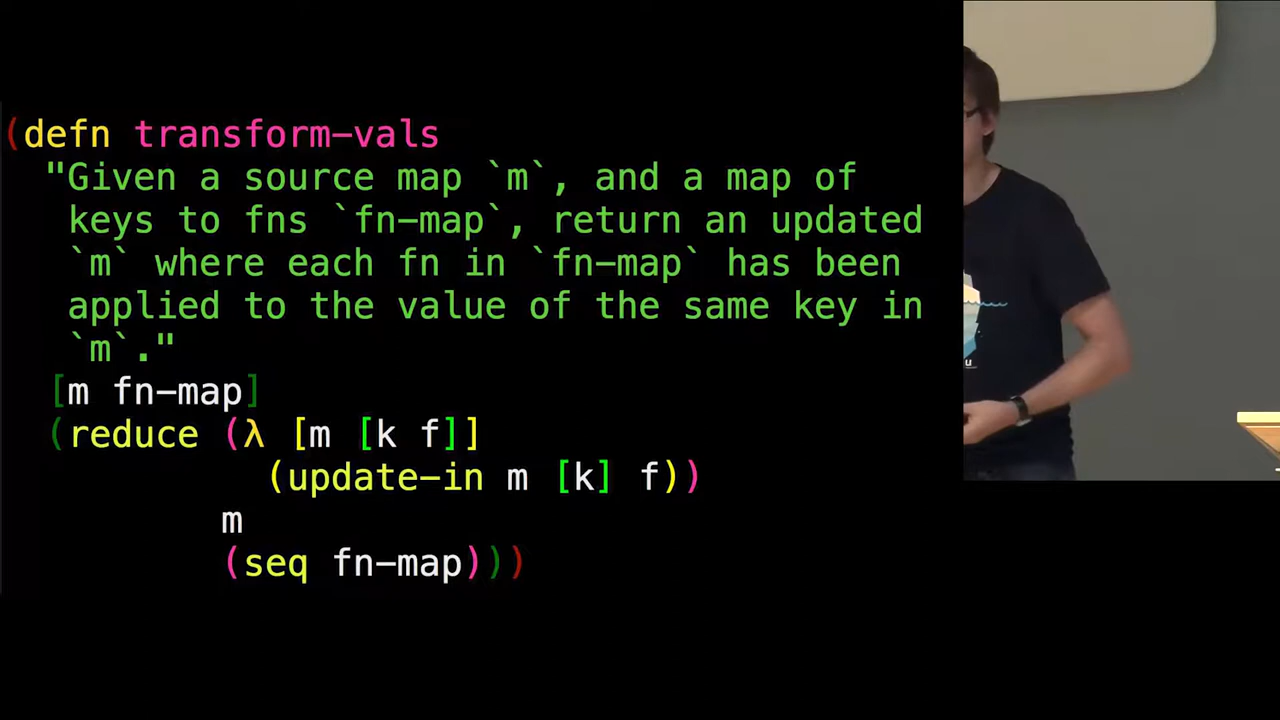 (defn transform-vals
"Given a source map `m`, and a map of
keys to fns `fn-map`, return an updated
`m` where each fn in `fn-map` has been
applied to the value of the same key in
`m`."
[m fn-map]
(reduce (λ [m [k f]]
(update-in m [k] f))
m
(seq fn-map)))